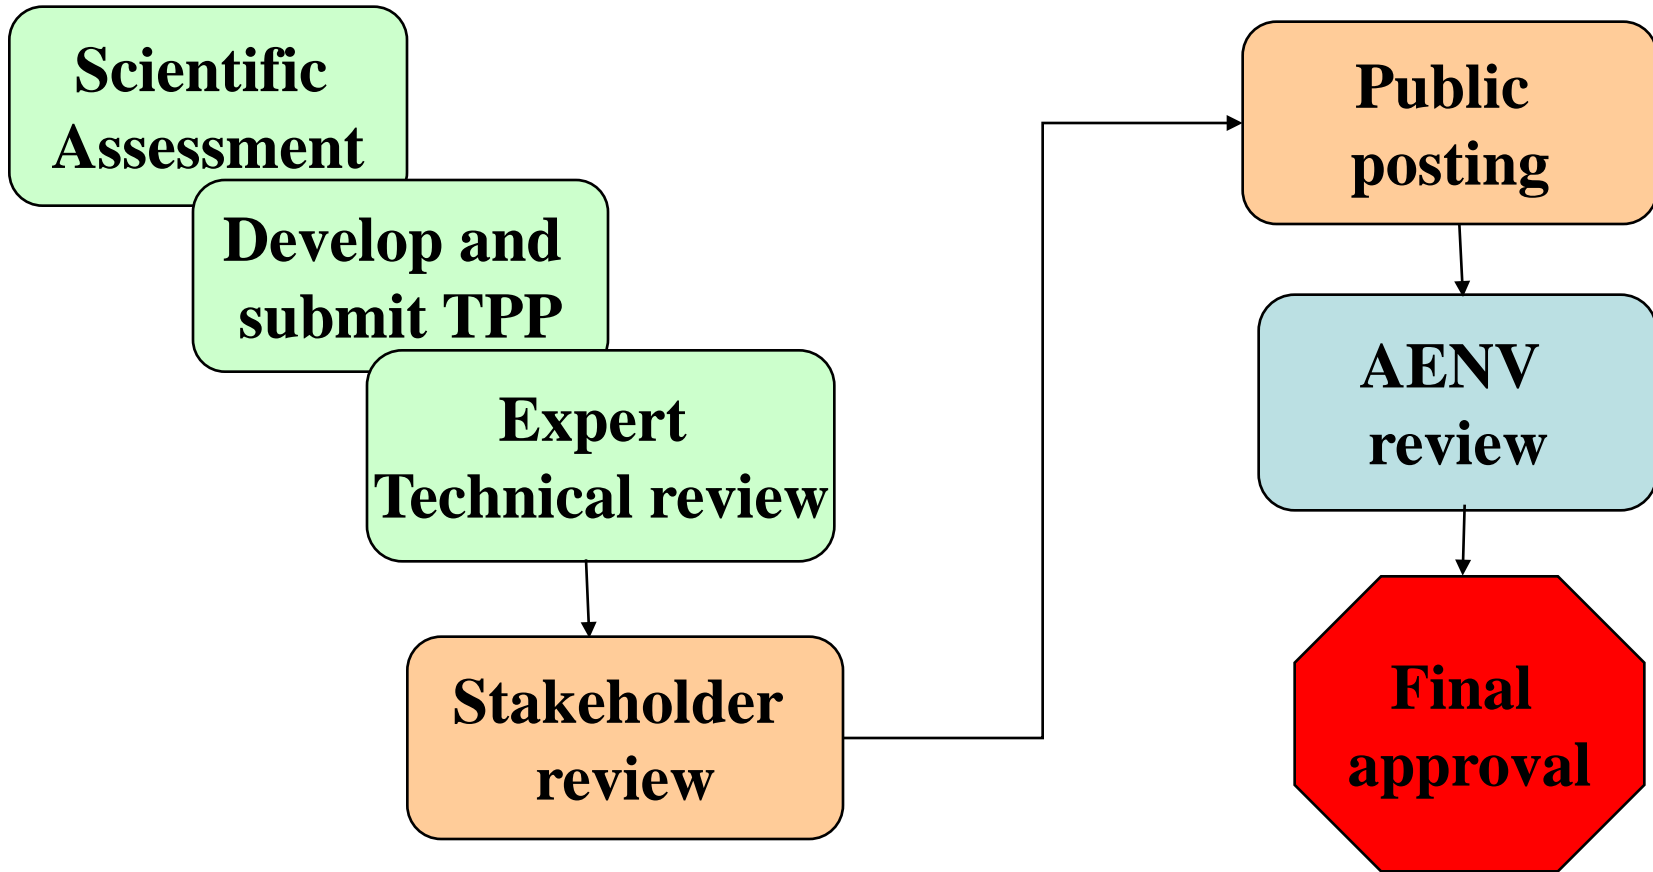 Scientific
Assessment
Develop and
submit TPP
Expert
Technical review
Stakeholder
review
Public
posting
AENV
review
Final
approval